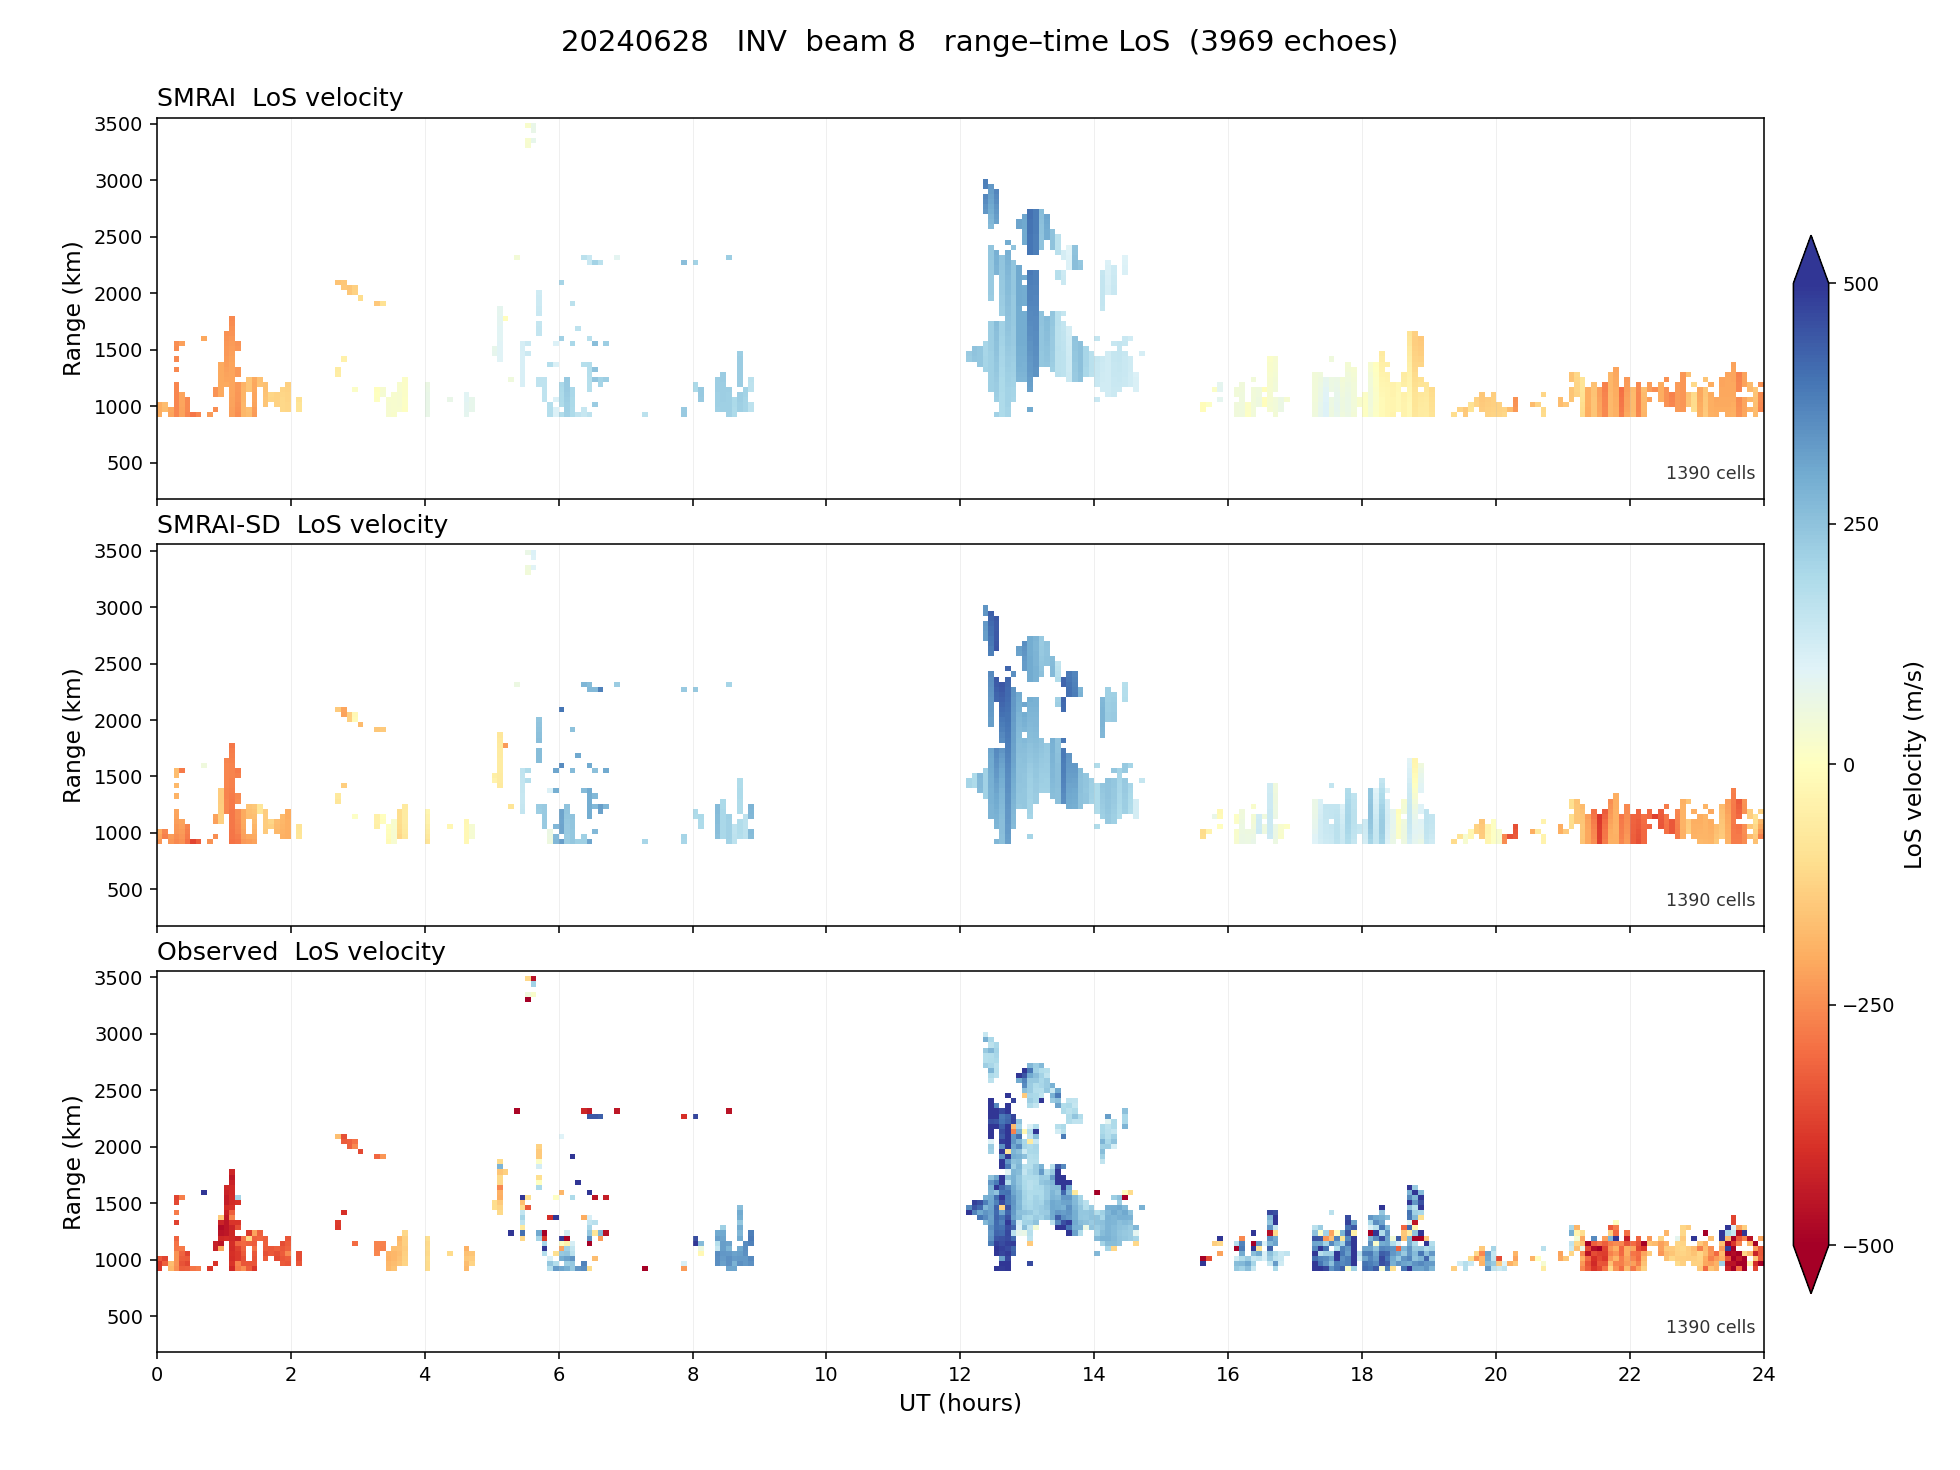 20240628   INV  beam 8   range–time LoS  (3969 echoes)
SMRAI  LoS velocity
3500
3000
2500
2000
1500
1000
500
Range (km)
1390 cells
SMRAI-SD  LoS velocity
3500
3000
2500
2000
1500
1000
500
Range (km)
1390 cells
Observed  LoS velocity
3500
3000
2500
2000
1500
1000
500
Range (km)
1390 cells
0 2 4 6 8 10 12 14 16 18 20 22 24
UT (hours)
500
250
0
−250
−500
LoS velocity (m/s)